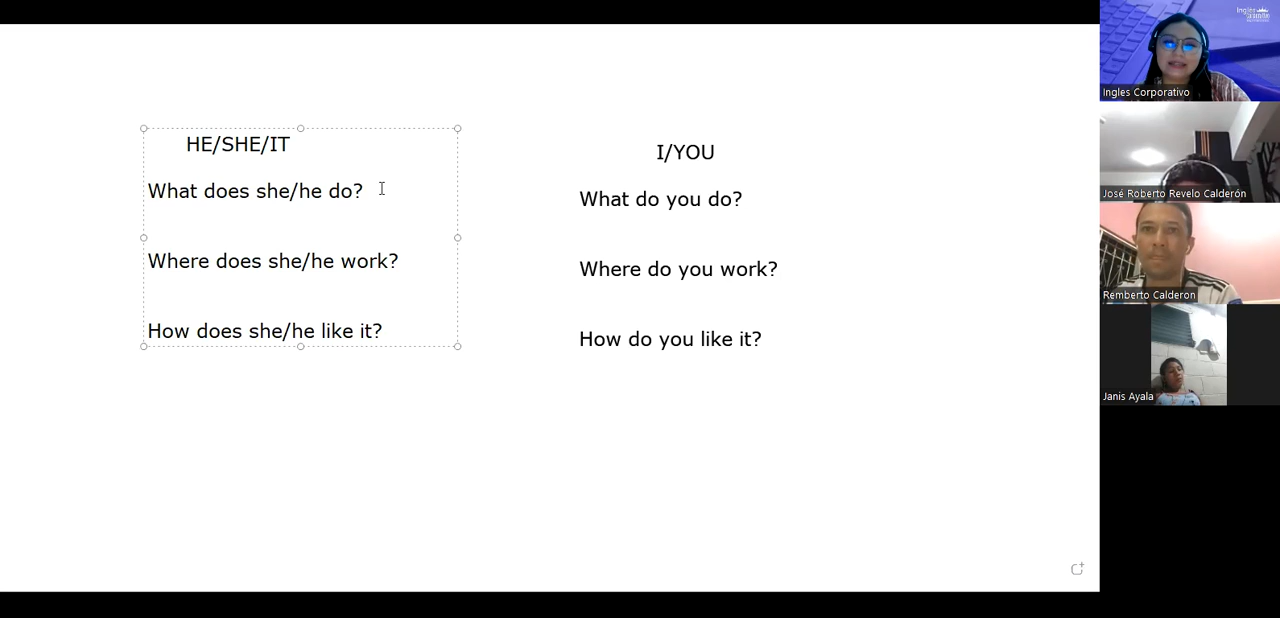 HE/SHE/IT
What does she/he do?
Where does she/he work?
How does she/he like it?
I/YOU
What do you do?
Where do you work?
How do you like it?
Ingles Corporativo
José Roberto Revelo Calderón
Remberto Calderon
Janis Ayala